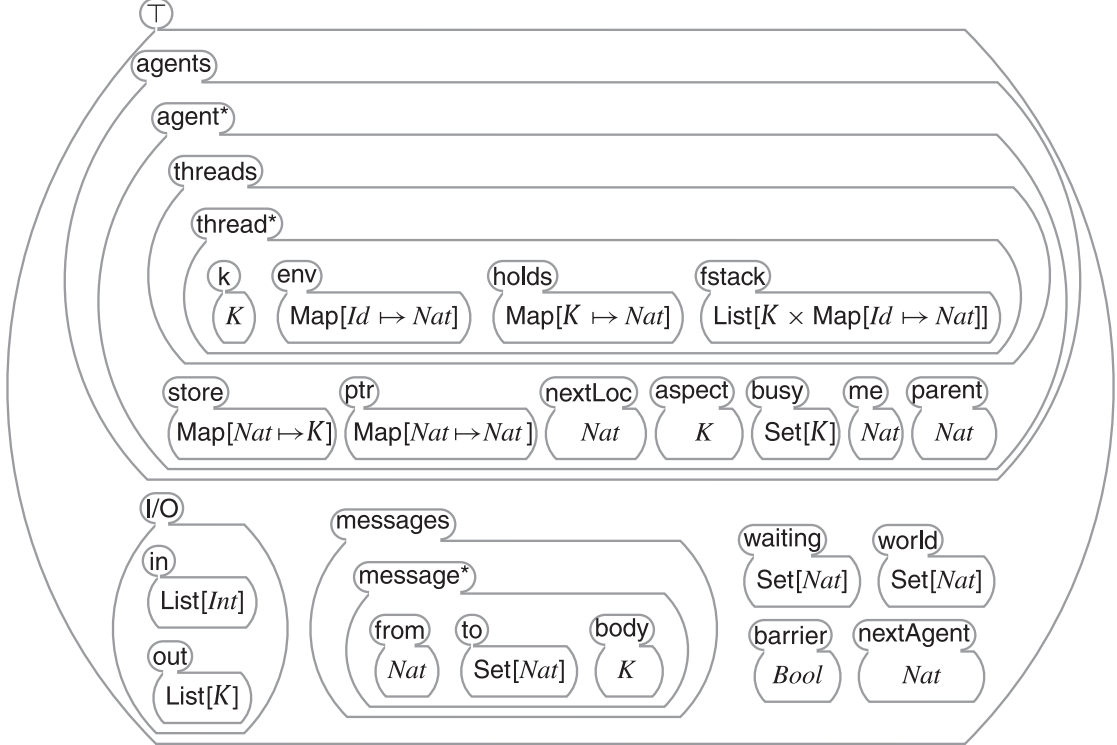 ⊤
agents
agent*
threads
thread*
k env holds fstack
K Map[Id ↦ Nat] Map[K ↦ Nat] List[K × Map[Id ↦ Nat]]
store ptr nextLoc aspect busy me parent
Map[Nat ↦ K] Map[Nat ↦ Nat] Nat K Set[K] Nat Nat
I/O
in
List[Int]
out
List[K]
messages
message*
from to body
Nat Set[Nat] K
waiting world
Set[Nat] Set[Nat]
barrier nextAgent
Bool Nat